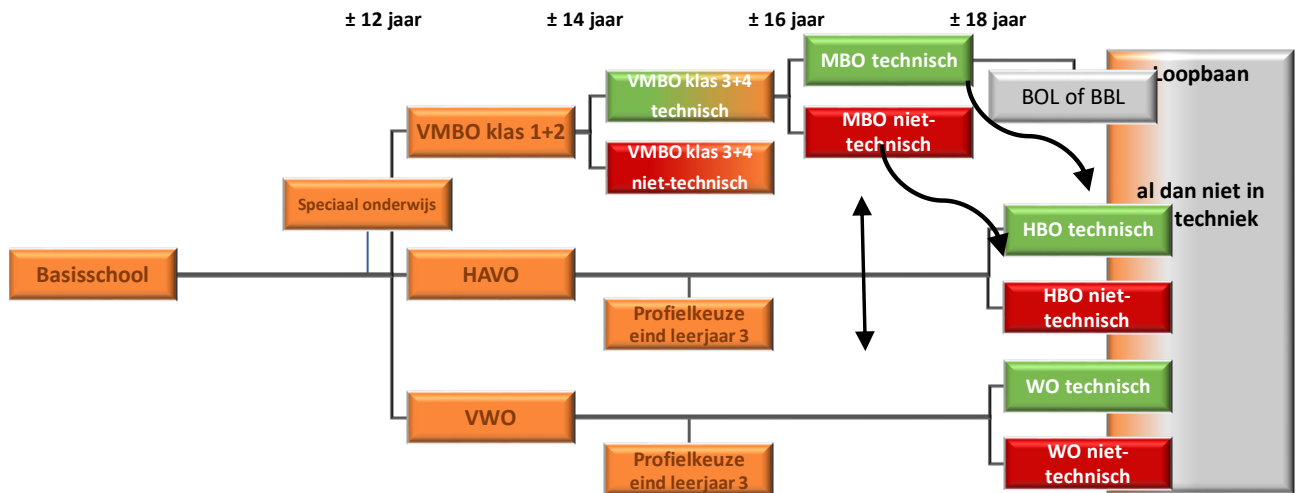 ± 12 jaar
± 14 jaar
± 16 jaar
± 18 jaar
MBO technisch
BOL of BBL
Loopbaan
VMBO klas 3+4
technisch
VMBO klas 1+2
MBO niet-
technisch
VMBO klas 3+4
niet-technisch
Speciaal onderwijs
al dan niet in
techniek
HBO technisch
Basisschool
HAVO
Profielkeuze
eind leerjaar 3
HBO niet-
technisch
WO technisch
VWO
Profielkeuze
eind leerjaar 3
WO niet-
technisch